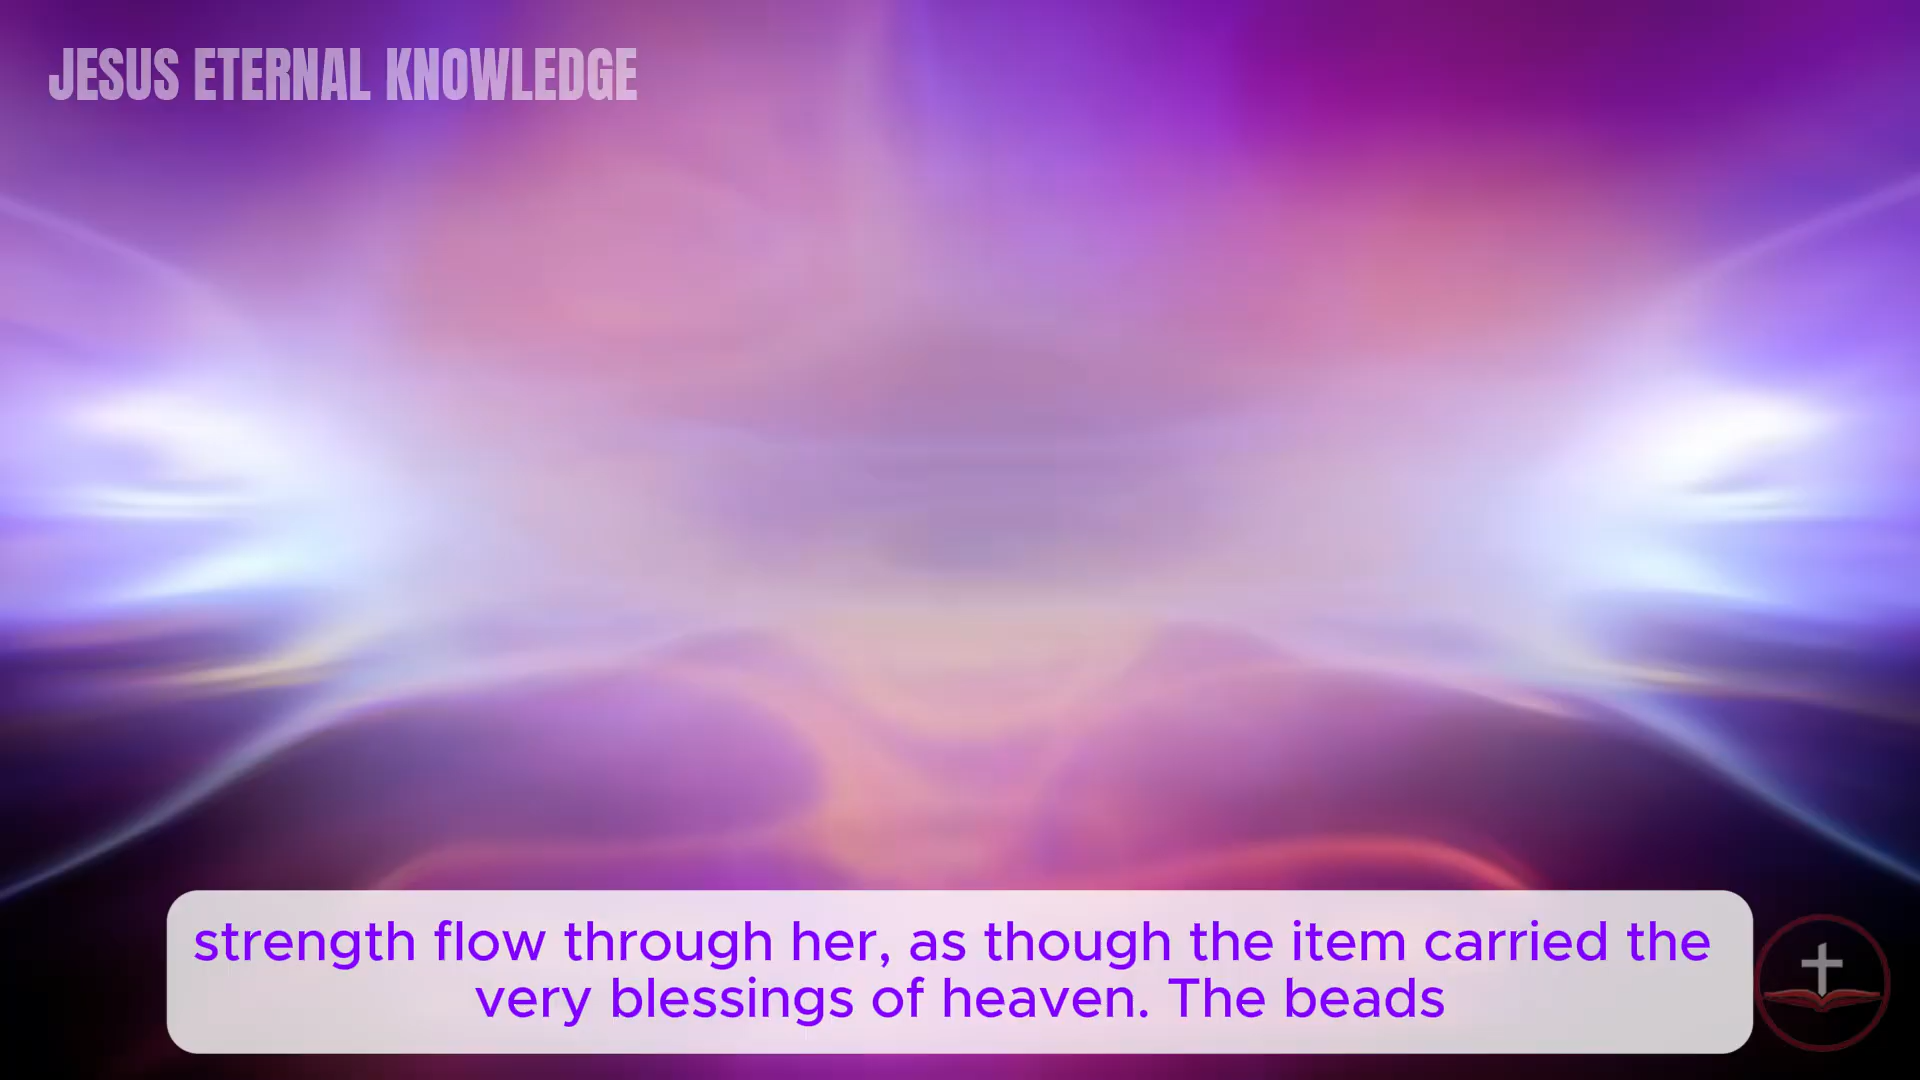 JESUS ETERNAL KNOWLEDGE
strength flow through her, as though the item carried the
very blessings of heaven. The beads